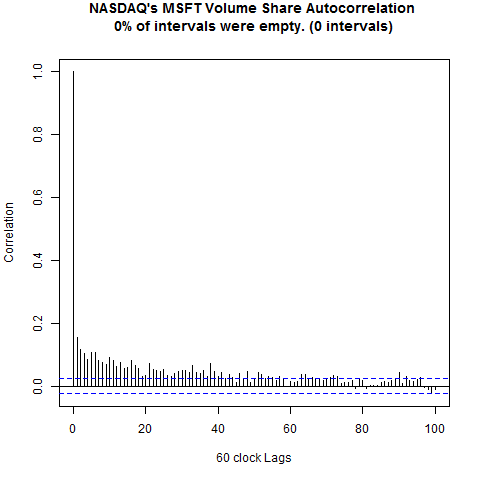 NASDAQ's MSFT Volume Share Autocorrelation
0% of intervals were empty. (0 intervals)
1.0
0.8
0.6
0.4
0.2
0.0
Correlation
0 20 40 60 80 100
60 clock Lags